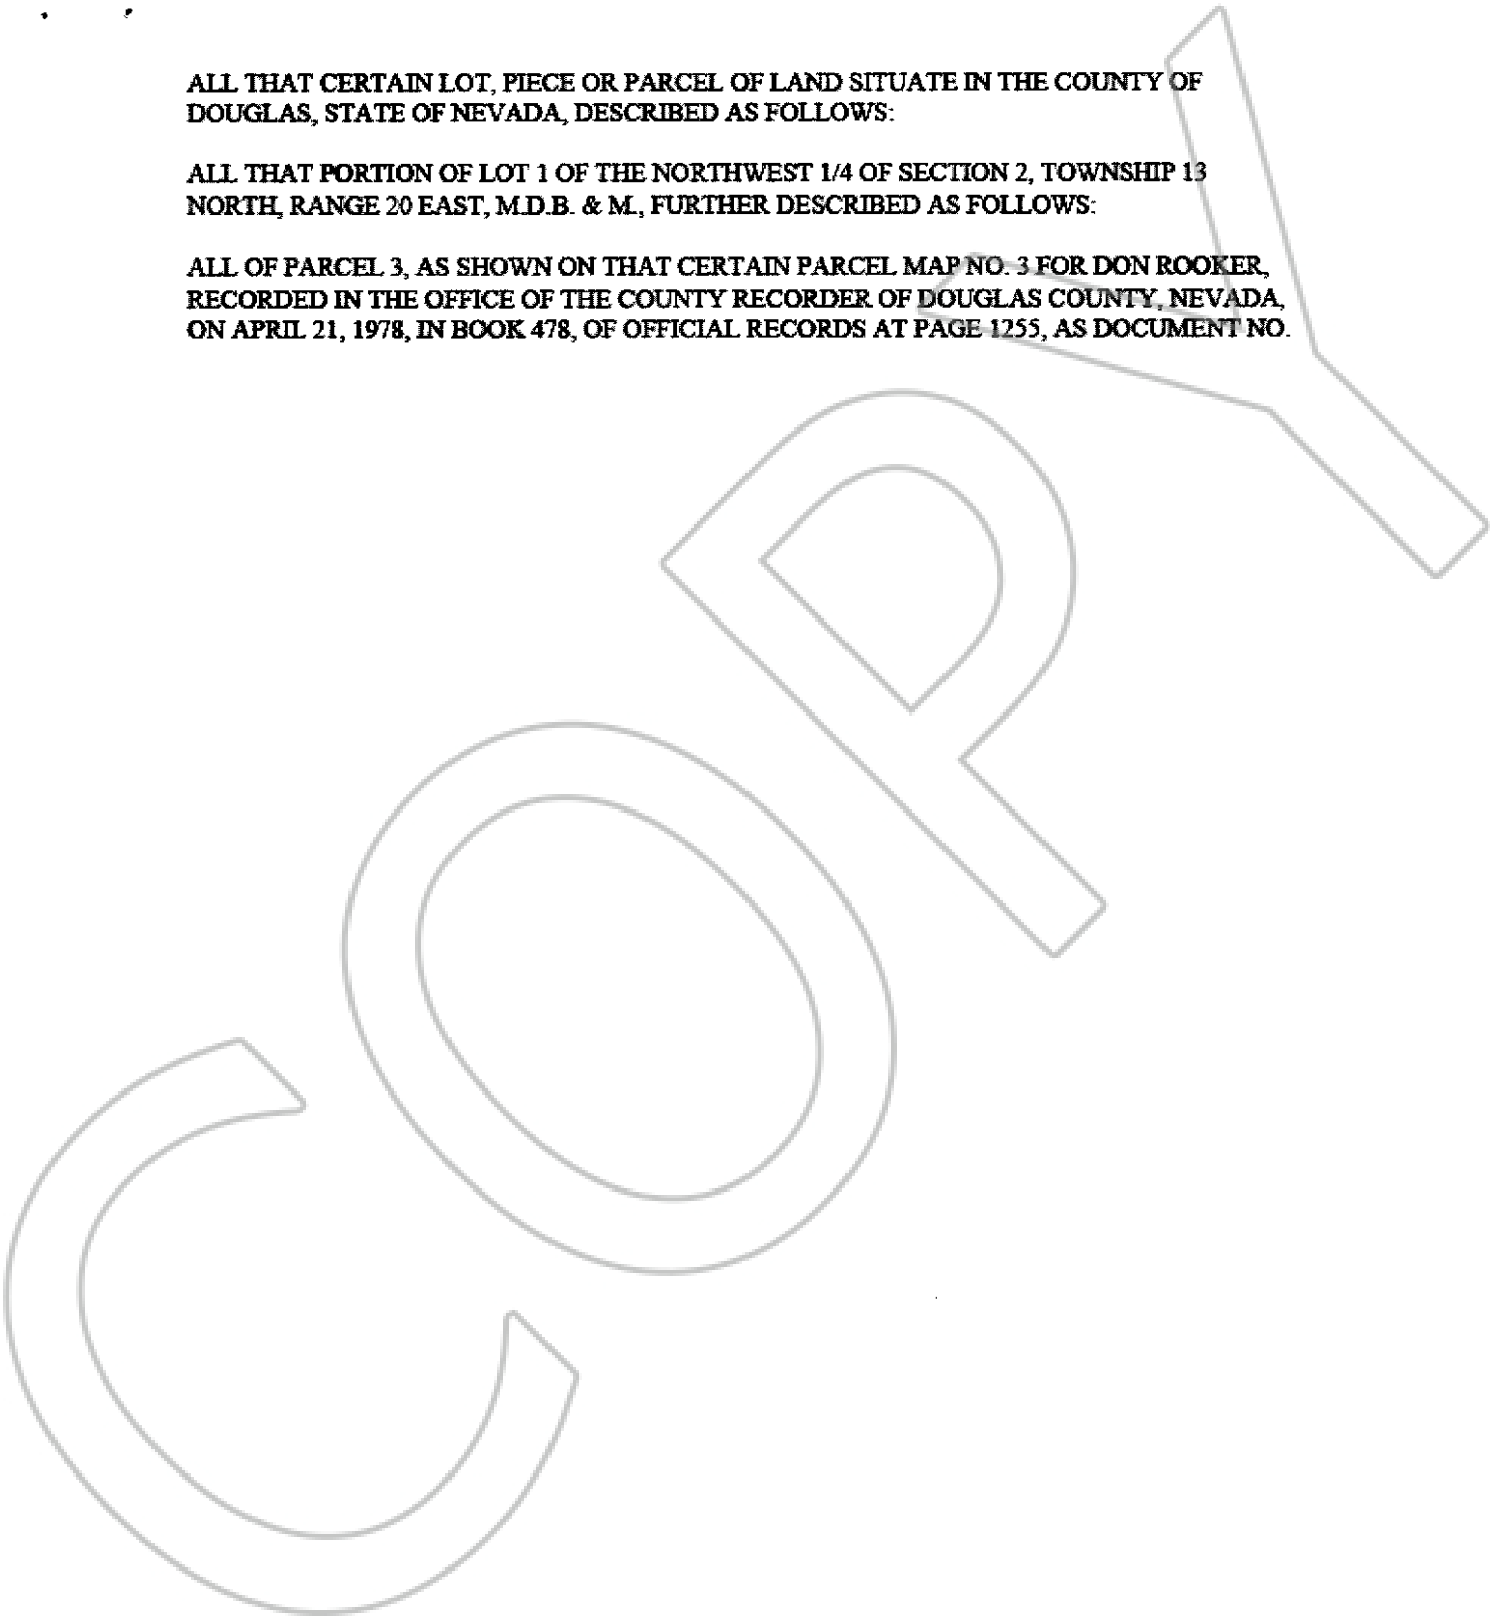 ALL THAT CERTAIN LOT, PIECE OR PARCEL OF LAND SITUATE IN THE COUNTY OF
DOUGLAS, STATE OF NEVADA, DESCRIBED AS FOLLOWS:
ALL THAT PORTION OF LOT 1 OF THE NORTHWEST 1/4 OF SECTION 2, TOWNSHIP 13
NORTH, RANGE 20 EAST, M.D.B. & M., FURTHER DESCRIBED AS FOLLOWS:
ALL OF PARCEL 3, AS SHOWN ON THAT CERTAIN PARCEL MAP NO. 3 FOR DON ROOKER,
RECORDED IN THE OFFICE OF THE COUNTY RECORDER OF DOUGLAS COUNTY, NEVADA,
ON APRIL 21, 1978, IN BOOK 478, OF OFFICIAL RECORDS AT PAGE 1255, AS DOCUMENT NO.
COPY